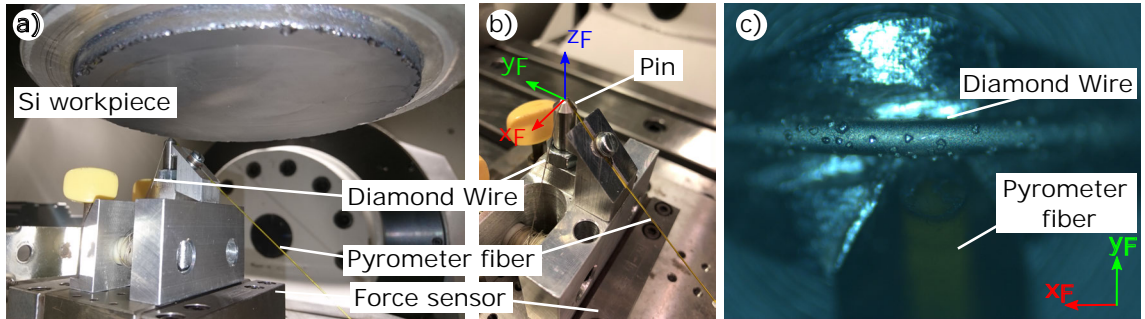 a)
Si workpiece
Diamond Wire
Pyrometer fiber
Force sensor
b)
zF
yF
xF
Pin
c)
Diamond Wire
Pyrometer
fiber
yF
xF